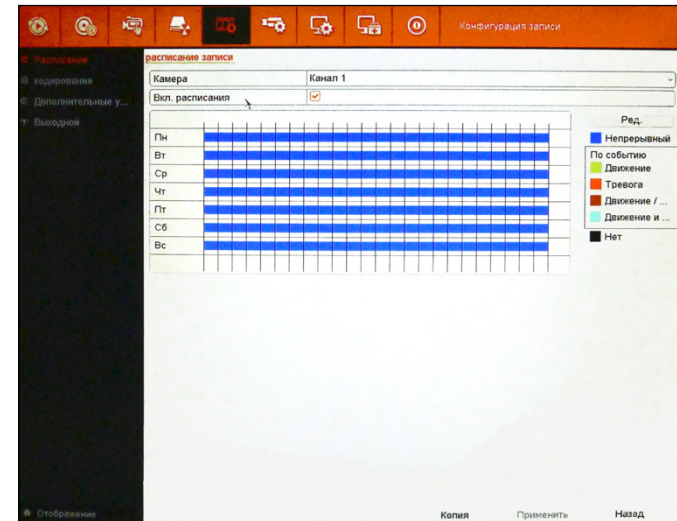 Конфигурация записи
Расписание
кодирование
Дополнительные у...
Выходной
расписание записи
Камера Канал 1
Вкл. расписания
Ред.
Непрерывный
По событию
Движение
Тревога
Движение / ...
Движение и ...
Нет
Пн
Вт
Ср
Чт
Пт
Сб
Вс
Отображение
Копия Применить Назад